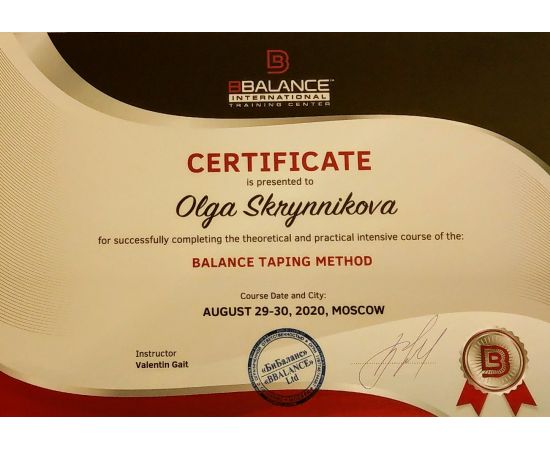 BBALANCE™
INTERNATIONAL
TRAINING CENTER
CERTIFICATE
is presented to
Olga Skrynnikova
for successfully completing the theoretical and practical intensive course of the:
BALANCE TAPING METHOD
Course Date and City:
AUGUST 29-30, 2020, MOSCOW
Instructor
Valentin Gait
«БиБаланс»
«BBALANCE»
Ltd